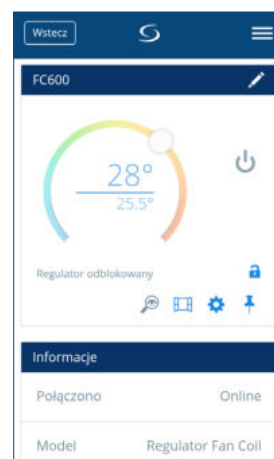 Wstecz
FC600
28°
25.5°
Regulator odblokowany
Informacje
Połączono Online
Model Regulator Fan Coil